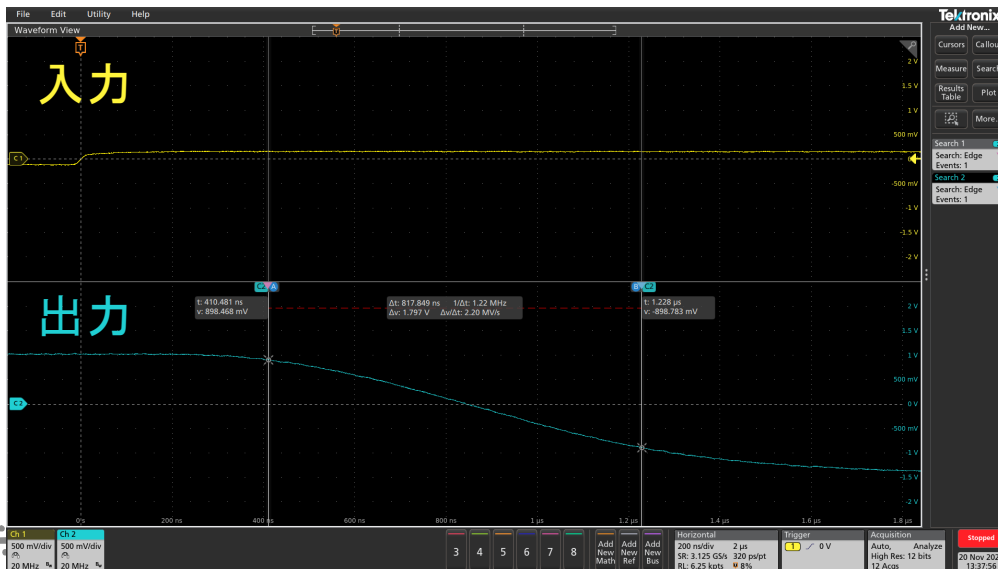 File Edit Utility Help
Tektronix
Waveform View
Add New...
T
T
入力
2 V
1.5 V
1 V
500 mV
C 1
-500 mV
-1 V
-1.5 V
-2 V
Cursors
Measure Search
Results Table Plot
More.
Search 1
Search: Edge
Events: 1
Search 2
Search: Edge
Events: 1
出力
C2 A
B C2
t: 410.481 ns
v: 898.468 mV
Δt: 817.849 ns 1/Δt: 1.22 MHz
Δv: 1.797 V Δv/Δt: 2.20 MV/s
t: 1.228 µs
v: -898.783 mV
2 V
1.5 V
1 V
500 mV
C 2
0 V
-500 mV
-1 V
-1.5 V
-2 V
0 s 200 ns 400 ns 600 ns 800 ns 1 µs 1.2 µs 1.4 µs 1.6 µs 1.8 µs
Ch 1
500 mV/div
20 MHz
Ch 2
500 mV/div
20 MHz
3 4 5 6 7 8
Add New Math
Add New Ref
Add New Bus
Horizontal
200 ns/div 2 µs
SR: 3.125 GS/s 320 ps/pt
RL: 6.25 kpts 8%
Trigger
1 0 V
Acquisition
Auto, Analyze
High Res: 12 bits
12 Acqs
Stopped
20 Nov 202
13:37:56